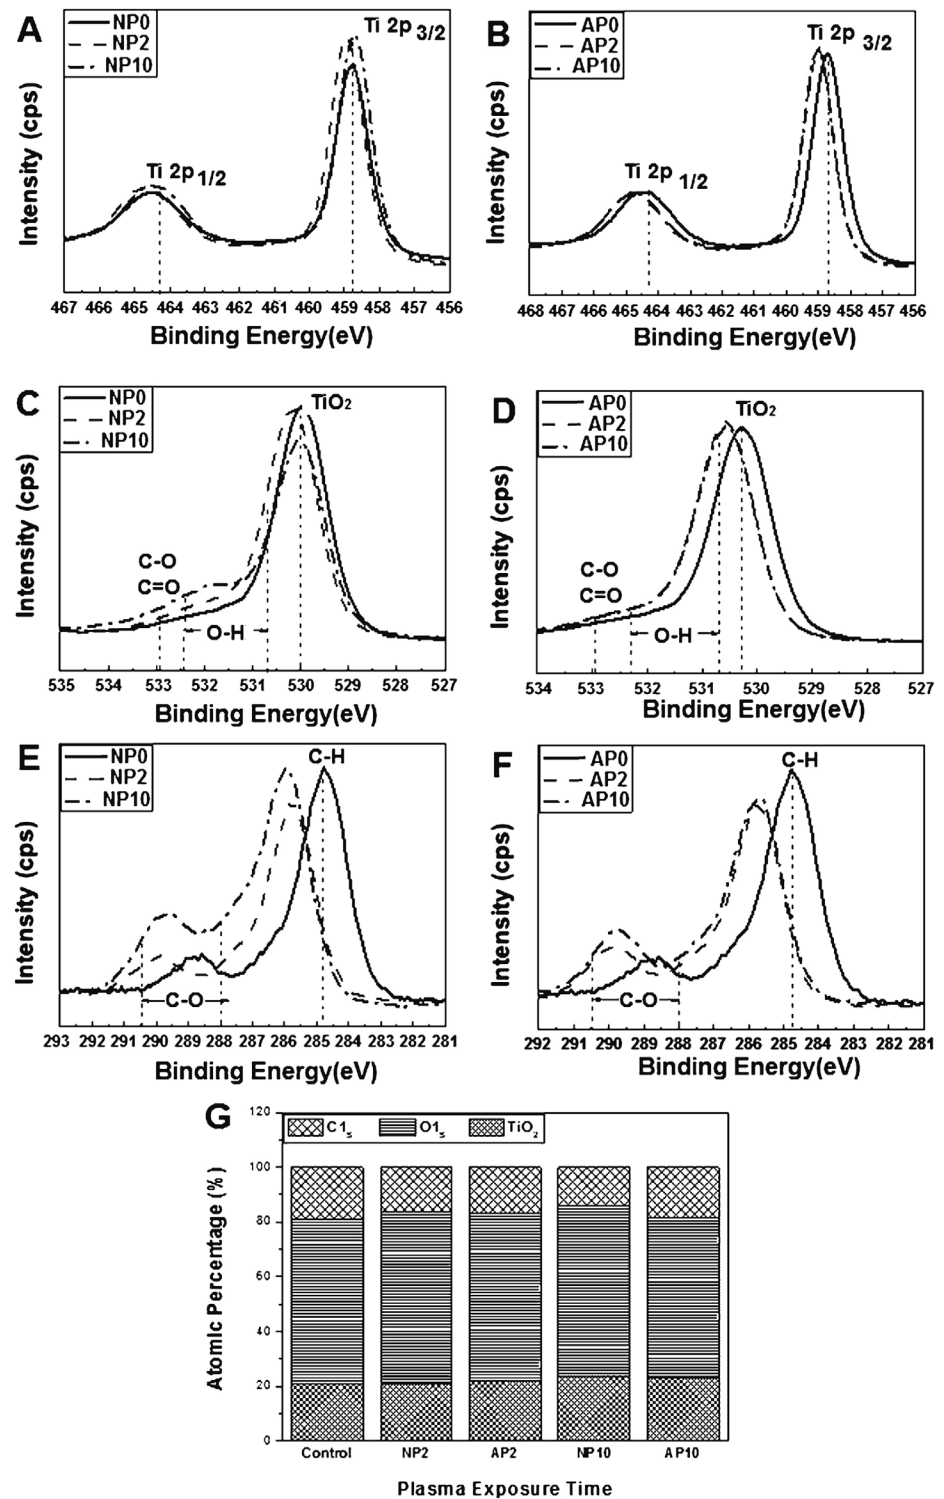 A
NP0
NP2
NP10
Ti 2p 3/2
Ti 2p 1/2
Intensity (cps)
467 466 465 464 463 462 461 460 459 458 457 456
Binding Energy(eV)
B
AP0
AP2
AP10
Ti 2p 3/2
Ti 2p 1/2
Intensity (cps)
468 467 466 465 464 463 462 461 460 459 458 457 456
Binding Energy(eV)
C
NP0
NP2
NP10
TiO2
C-O
C=O
O-H
Intensity (cps)
535 534 533 532 531 530 529 528 527
Binding Energy(eV)
D
AP0
AP2
AP10
TiO2
C-O
C=O
O-H
Intensity (cps)
534 533 532 531 530 529 528 527
Binding Energy(eV)
E
NP0
NP2
NP10
C-H
C-O
Intensity (cps)
293 292 291 290 289 288 287 286 285 284 283 282 281
Binding Energy(eV)
F
AP0
AP2
AP10
C-H
C-O
Intensity (cps)
292 291 290 289 288 287 286 285 284 283 282 281
Binding Energy(eV)
G
C1s O1s TiO2
Atomic Percentage (%)
120
100
80
60
40
20
0
Control NP2 AP2 NP10 AP10
Plasma Exposure Time